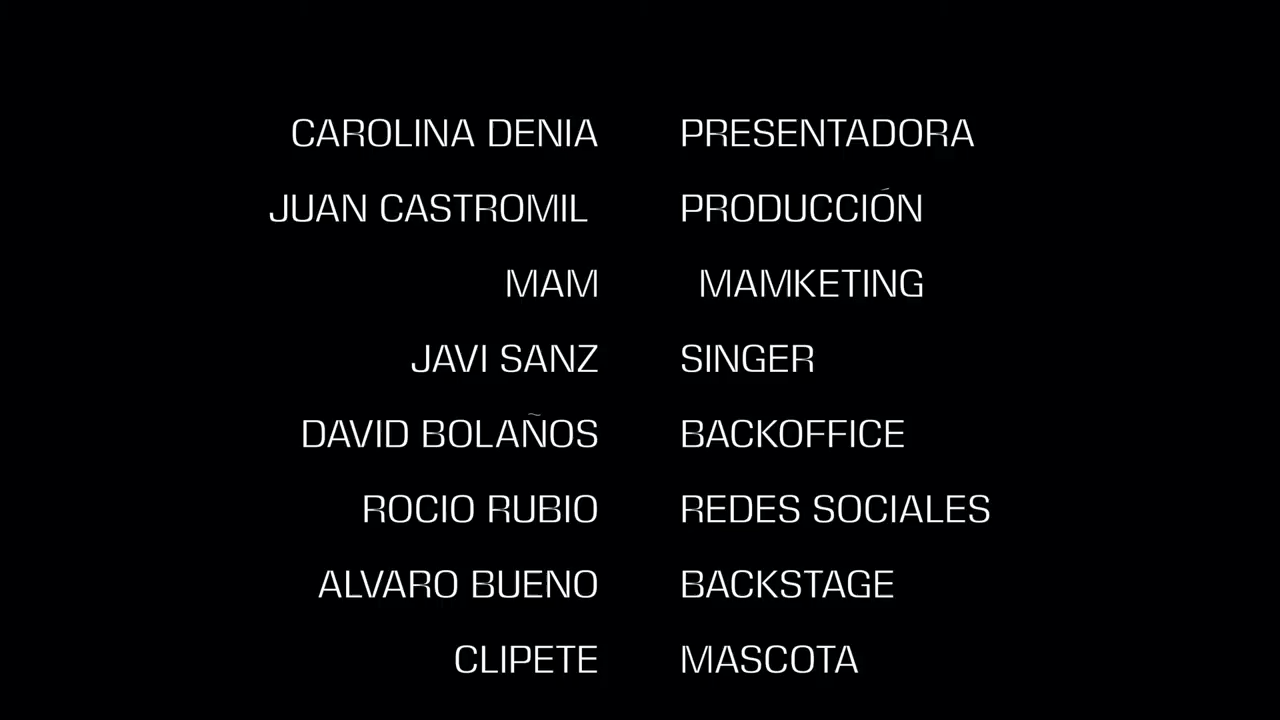 CAROLINA DENIA PRESENTADORA
JUAN CASTROMIL PRODUCCIÓN
MAM MAMKETING
JAVI SANZ SINGER
DAVID BOLAÑOS BACKOFFICE
ROCIO RUBIO REDES SOCIALES
ALVARO BUENO BACKSTAGE
CLIPETE MASCOTA